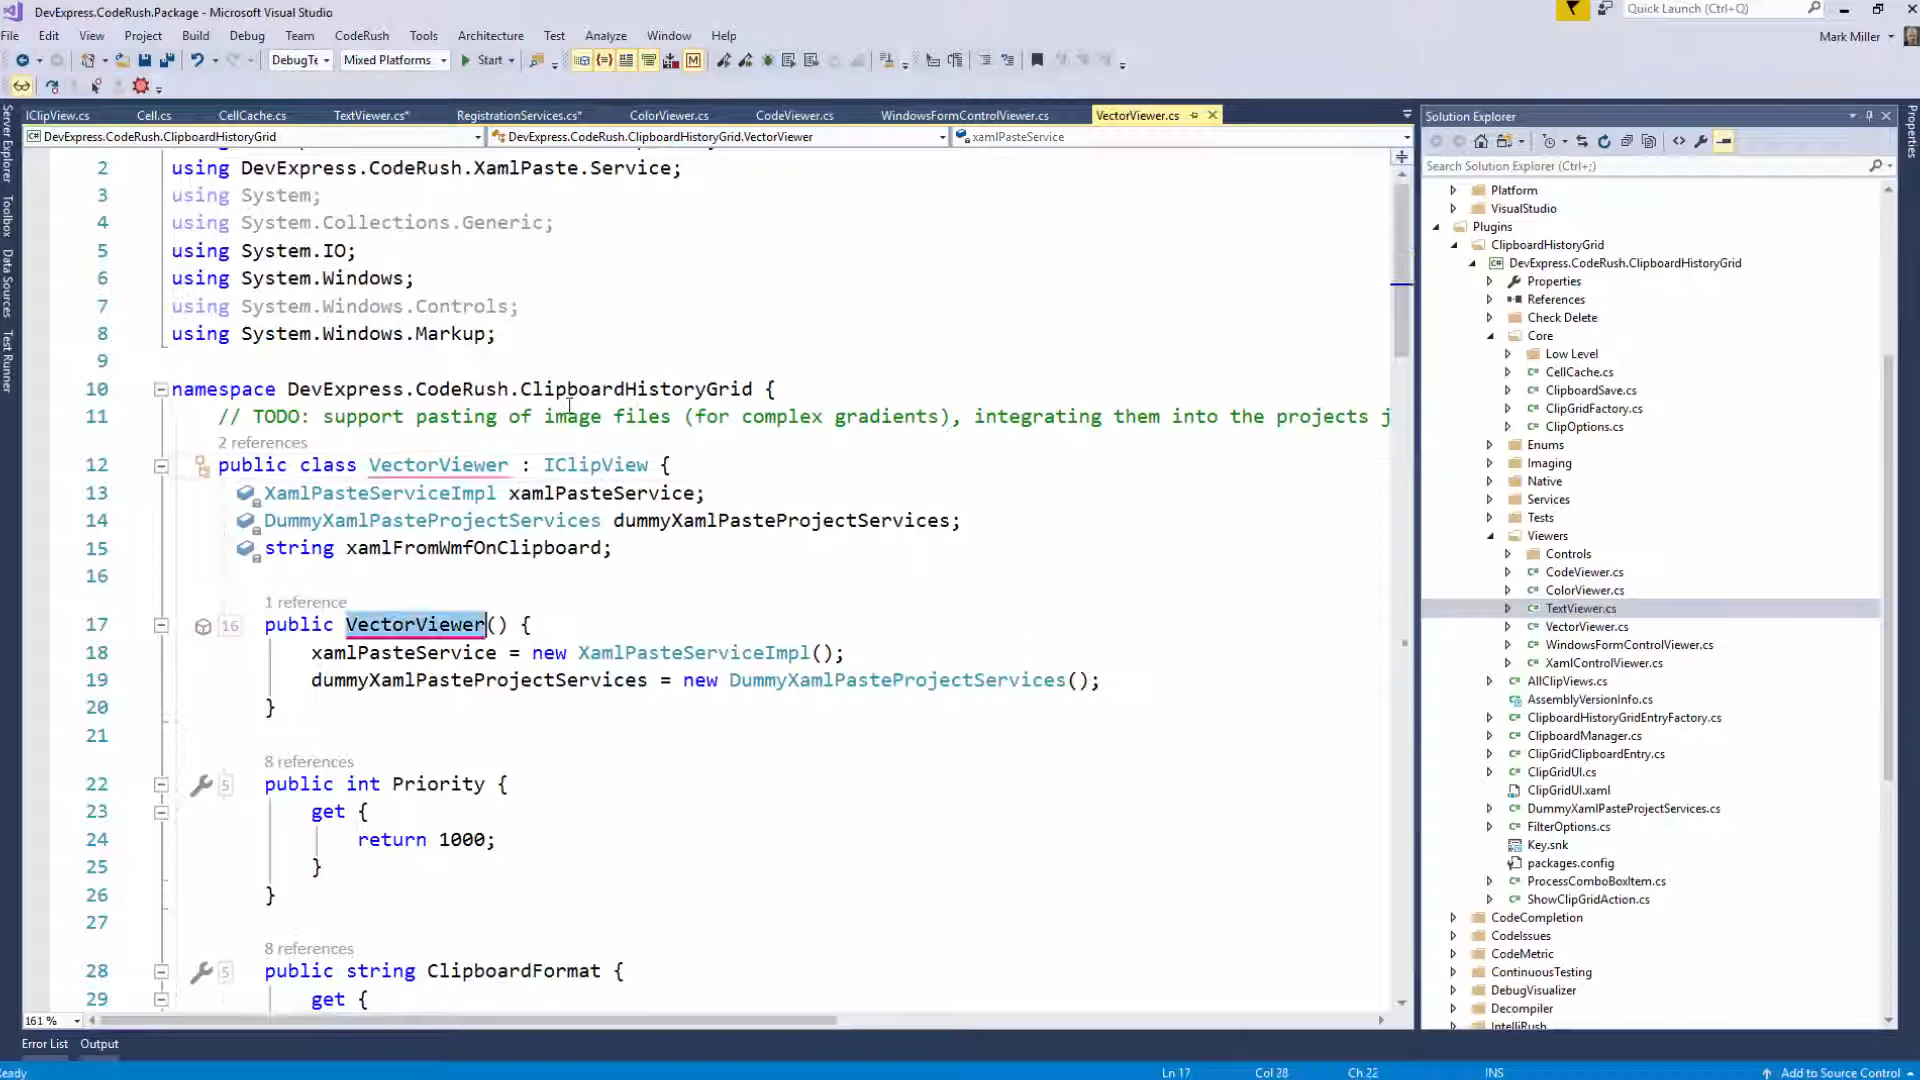 DevExpress.CodeRush.Package - Microsoft Visual Studio
Quick Launch (Ctrl+Q)
File Edit View Project Build Debug Team CodeRush Tools Architecture Test Analyze Window Help
Mark Miller
DebugTe Mixed Platforms Start
IClipView.cs Cell.cs CellCache.cs TextViewer.cs* RegistrationServices.cs* ColorViewer.cs CodeViewer.cs WindowsFormControlViewer.cs VectorViewer.cs
DevExpress.CodeRush.ClipboardHistoryGrid DevExpress.CodeRush.ClipboardHistoryGrid.VectorViewer xamlPasteService
Server Explorer
Toolbox
Data Sources
Test Runner
2 using DevExpress.CodeRush.XamlPaste.Service;
3 using System;
4 using System.Collections.Generic;
5 using System.IO;
6 using System.Windows;
7 using System.Windows.Controls;
8 using System.Windows.Markup;
9
10 namespace DevExpress.CodeRush.ClipboardHistoryGrid {
11 // TODO: support pasting of image files (for complex gradients), integrating them into the projects j
2 references
12 public class VectorViewer : IClipView {
13 XamlPasteServiceImpl xamlPasteService;
14 DummyXamlPasteProjectServices dummyXamlPasteProjectServices;
15 string xamlFromWmfOnClipboard;
16
1 reference
17 16 public VectorViewer() {
18 xamlPasteService = new XamlPasteServiceImpl();
19 dummyXamlPasteProjectServices = new DummyXamlPasteProjectServices();
20 }
21
8 references
22 5 public int Priority {
23 get {
24 return 1000;
25 }
26 }
27
8 references
28 5 public string ClipboardFormat {
29 get {
161 %
Error List Output
Ready
Ln 17 Col 28 Ch 22 INS Add to Source Control
Solution Explorer
Search Solution Explorer (Ctrl+;)
Platform
VisualStudio
Plugins
ClipboardHistoryGrid
DevExpress.CodeRush.ClipboardHistoryGrid
Properties
References
Check Delete
Core
Low Level
CellCache.cs
ClipboardSave.cs
ClipGridFactory.cs
ClipOptions.cs
Enums
Imaging
Native
Services
Tests
Viewers
Controls
CodeViewer.cs
ColorViewer.cs
TextViewer.cs
VectorViewer.cs
WindowsFormControlViewer.cs
XamlControlViewer.cs
AllClipViews.cs
AssemblyVersionInfo.cs
ClipboardHistoryGridEntryFactory.cs
ClipboardManager.cs
ClipGridClipboardEntry.cs
ClipGridUI.cs
ClipGridUI.xaml
DummyXamlPasteProjectServices.cs
FilterOptions.cs
Key.snk
packages.config
ProcessComboBoxItem.cs
ShowClipGridAction.cs
CodeCompletion
CodeIssues
CodeMetric
ContinuousTesting
DebugVisualizer
Decompiler
IntelliRush
Properties